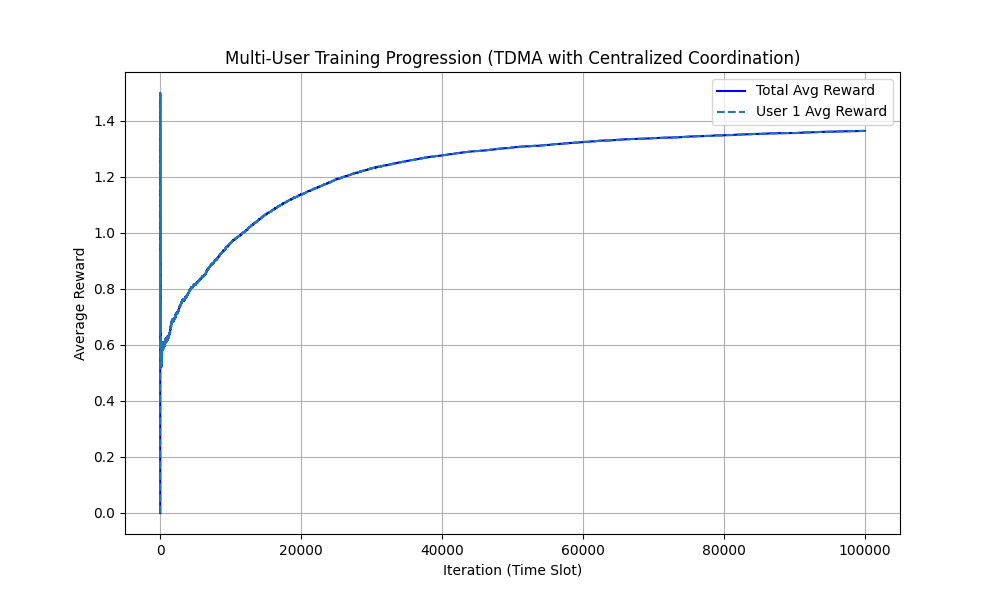 Multi-User Training Progression (TDMA with Centralized Coordination)
Total Avg Reward
User 1 Avg Reward
Average Reward
1.4
1.2
1.0
0.8
0.6
0.4
0.2
0.0
0 20000 40000 60000 80000 100000
Iteration (Time Slot)